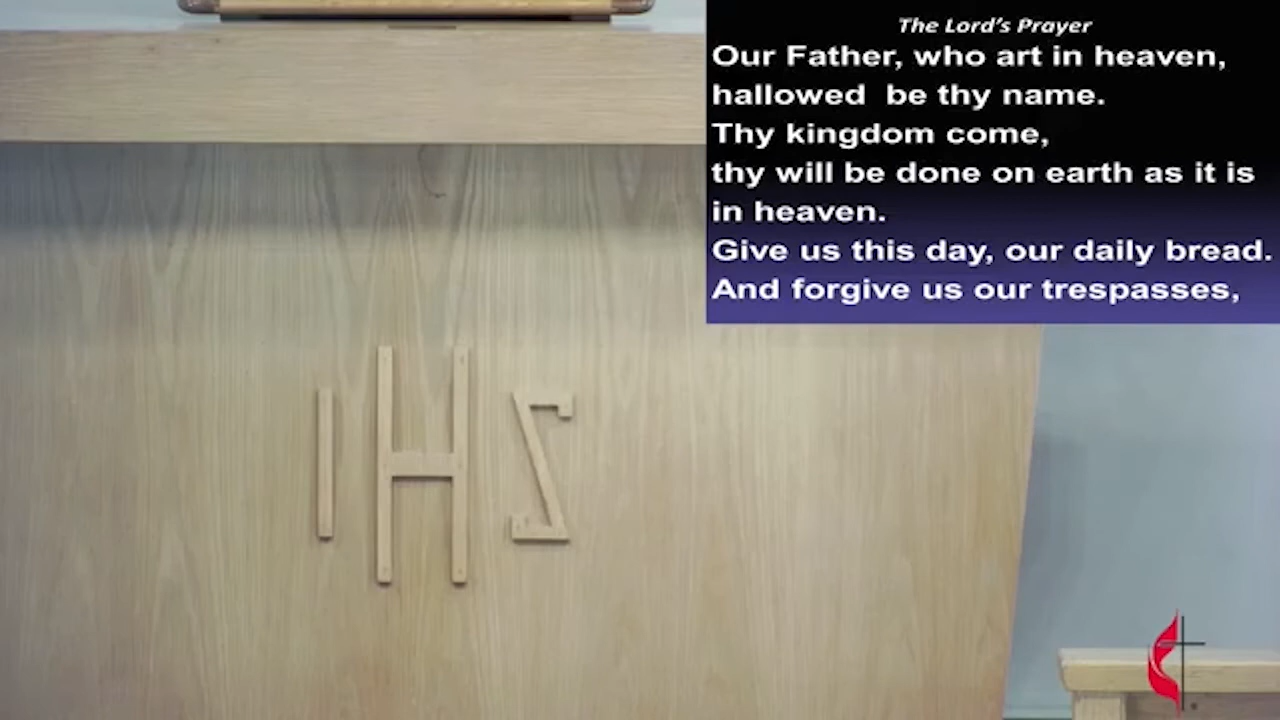 The Lord's Prayer
Our Father, who art in heaven,
hallowed be thy name.
Thy kingdom come,
thy will be done on earth as it is
in heaven.
Give us this day, our daily bread.
And forgive us our trespasses,
IHS